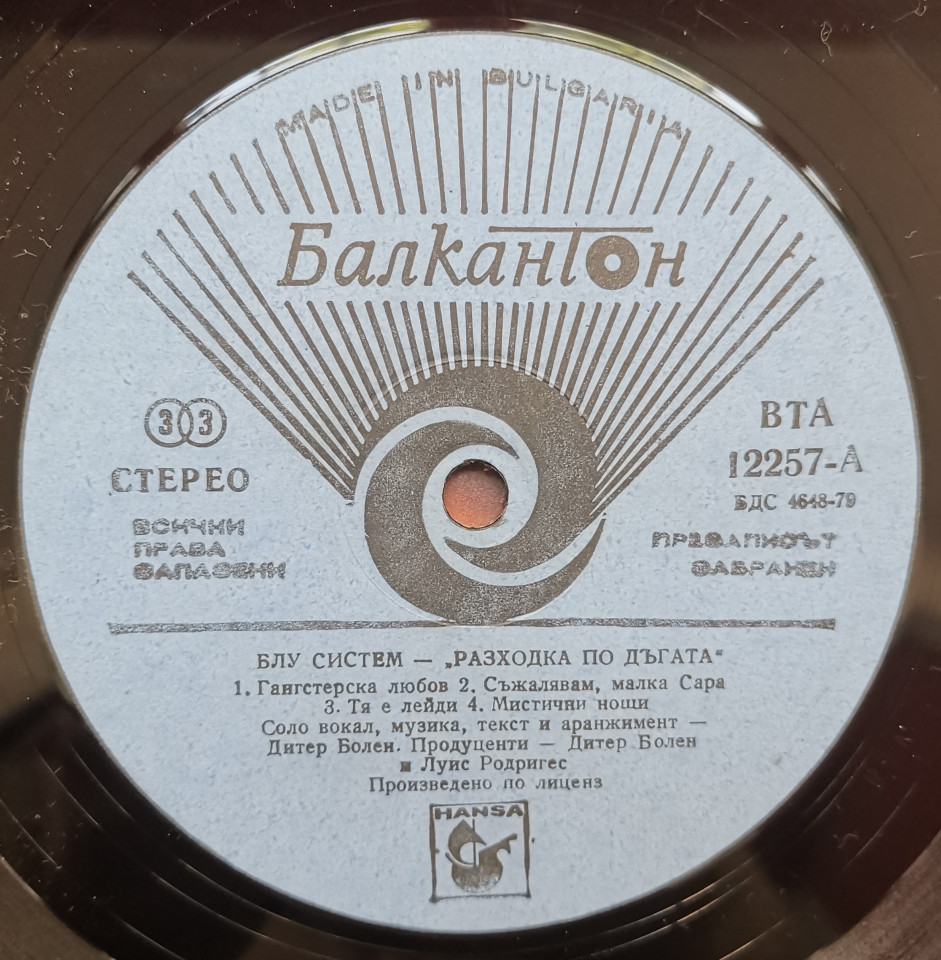 MADE IN BULGARIA
Балкантон
33
СТЕРЕО
ВСИЧКИ
ПРАВА
ЗАПАЗЕНИ
ВТА
12257-А
БДС 4648-79
ПРЕЗАПИСЪТ
ЗАБРАНЕН
БЛУ СИСТЕМ — „РАЗХОДКА ПО ДЪГАТА"
1. Гангстерска любов 2. Съжалявам, малка Сара
3. Тя е лейди 4. Мистични нощи
Соло вокал, музика, текст и аранжимент —
Дитер Болен. Продуценти — Дитер Болен
и Луис Родригес
Произведено по лиценз
HANSA